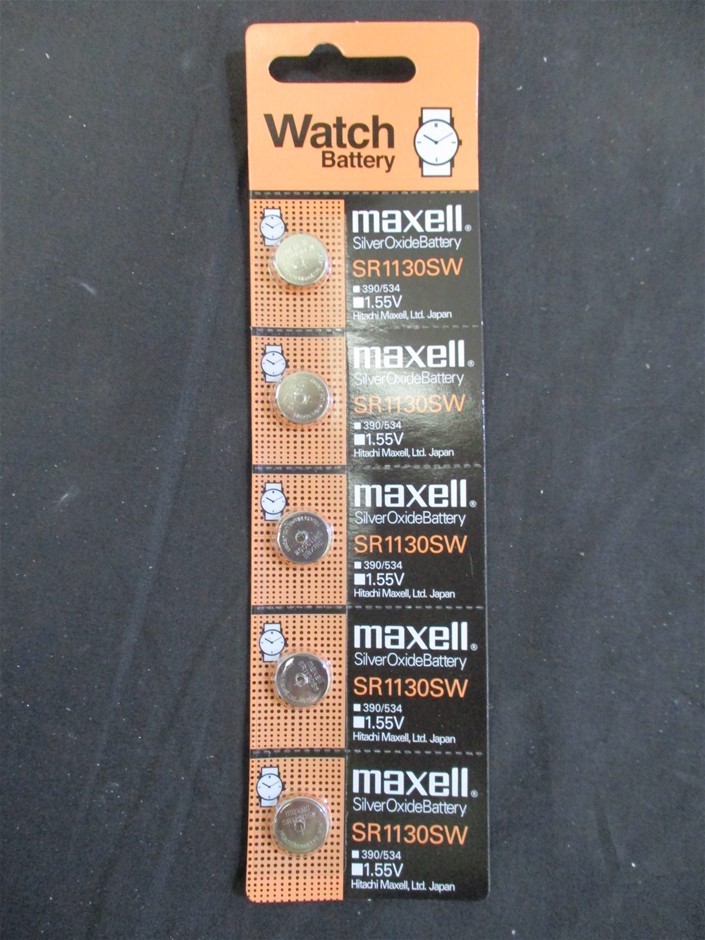 Watch
Battery
maxell®
SilverOxideBattery
SR1130SW
■ 390/534
■1.55V
Hitachi Maxell, Ltd. Japan
maxell®
SilverOxideBattery
SR1130SW
■ 390/534
■1.55V
Hitachi Maxell, Ltd. Japan
maxell®
SilverOxideBattery
SR1130SW
■ 390/534
■1.55V
Hitachi Maxell, Ltd. Japan
maxell®
SilverOxideBattery
SR1130SW
■ 390/534
■1.55V
Hitachi Maxell, Ltd. Japan
maxell®
SilverOxideBattery
SR1130SW
■ 390/534
■1.55V
Hitachi Maxell, Ltd. Japan